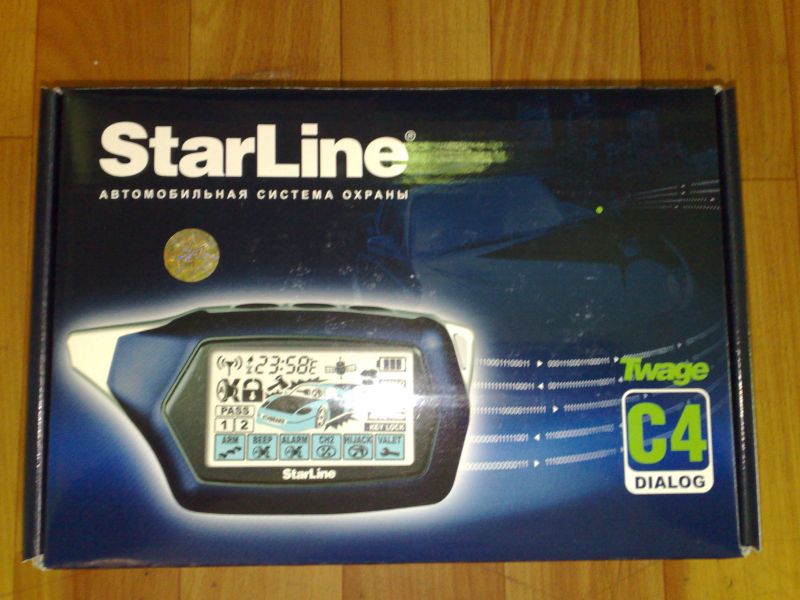 StarLine®
АВТОМОБИЛЬНАЯ СИСТЕМА ОХРАНЫ
23:58
PASS
1 2
KEY LOCK
ARM BEEP ALARM CH2 HIJACK VALET
StarLine
Twage
C4
DIALOG